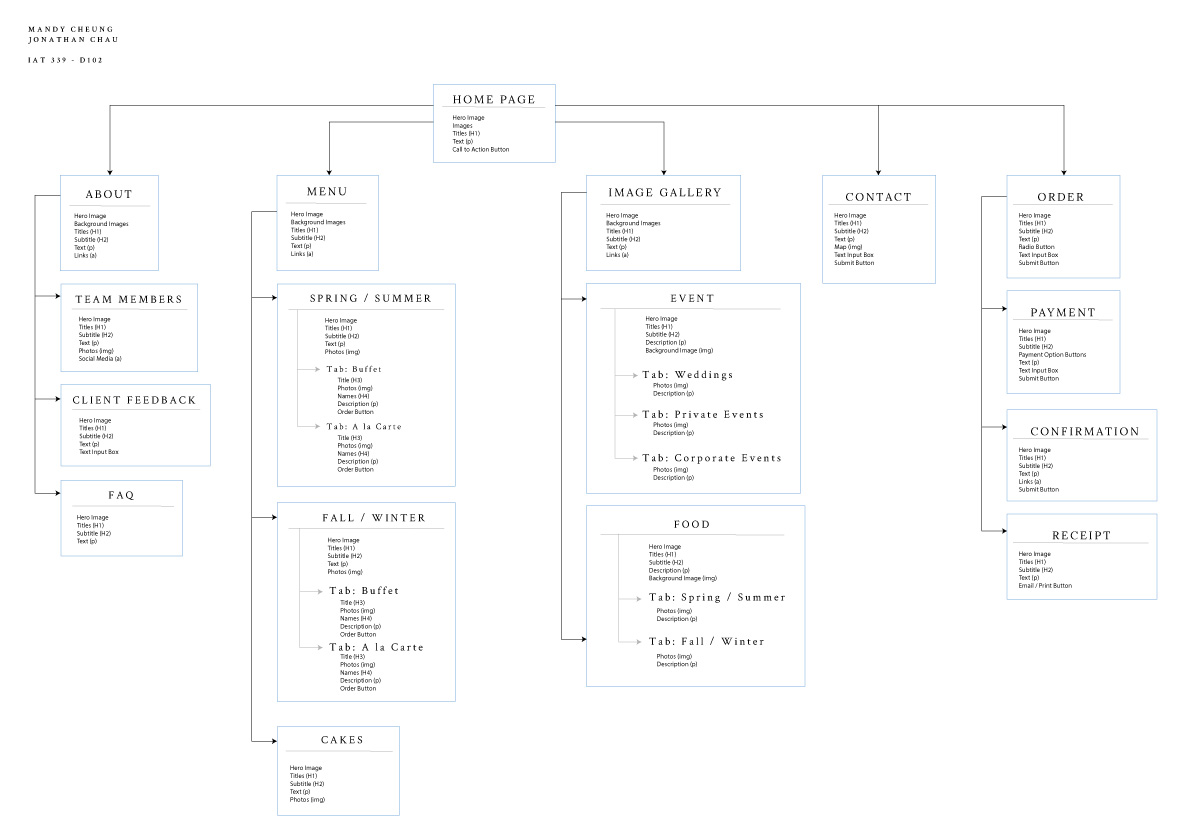 MANDY CHEUNG
JONATHAN CHAU
IAT 339 - D102
HOME PAGE
Hero Image
Images
Titles (H1)
Text (p)
Call to Action Button
ABOUT
Hero Image
Background Images
Titles (H1)
Subtitle (H2)
Text (p)
Links (a)
TEAM MEMBERS
Hero Image
Titles (H1)
Subtitle (H2)
Text (p)
Photos (img)
Social Media (a)
CLIENT FEEDBACK
Hero Image
Titles (H1)
Subtitle (H2)
Text (p)
Text Input Box
FAQ
Hero Image
Titles (H1)
Subtitle (H2)
Text (p)
MENU
Hero Image
Background Images
Titles (H1)
Subtitle (H2)
Text (p)
Links (a)
SPRING / SUMMER
Hero Image
Titles (H1)
Subtitle (H2)
Text (p)
Photos (img)
Tab: Buffet
Title (H3)
Photos (img)
Names (H4)
Description (p)
Order Button
Tab: A la Carte
Title (H3)
Photos (img)
Names (H4)
Description (p)
Order Button
FALL / WINTER
Hero Image
Titles (H1)
Subtitle (H2)
Text (p)
Photos (img)
Tab: Buffet
Title (H3)
Photos (img)
Names (H4)
Description (p)
Order Button
Tab: A la Carte
Title (H3)
Photos (img)
Names (H4)
Description (p)
Order Button
CAKES
Hero Image
Titles (H1)
Subtitle (H2)
Text (p)
Photos (img)
IMAGE GALLERY
Hero Image
Background Images
Titles (H1)
Subtitle (H2)
Text (p)
Links (a)
EVENT
Hero Image
Titles (H1)
Subtitle (H2)
Description (p)
Background Image (img)
Tab: Weddings
Photos (img)
Description (p)
Tab: Private Events
Photos (img)
Description (p)
Tab: Corporate Events
Photos (img)
Description (p)
FOOD
Hero Image
Titles (H1)
Subtitle (H2)
Description (p)
Background Image (img)
Tab: Spring / Summer
Photos (img)
Description (p)
Tab: Fall / Winter
Photos (img)
Description (p)
CONTACT
Hero Image
Titles (H1)
Subtitle (H2)
Text (p)
Map (img)
Text Input Box
Submit Button
ORDER
Hero Image
Titles (H1)
Subtitle (H2)
Text (p)
Radio Button
Text Input Box
Submit Button
PAYMENT
Hero Image
Titles (H1)
Subtitle (H2)
Payment Option Buttons
Text (p)
Text Input Box
Submit Button
CONFIRMATION
Hero Image
Titles (H1)
Subtitle (H2)
Text (p)
Links (a)
Submit Button
RECEIPT
Hero Image
Titles (H1)
Subtitle (H2)
Text (p)
Email / Print Button